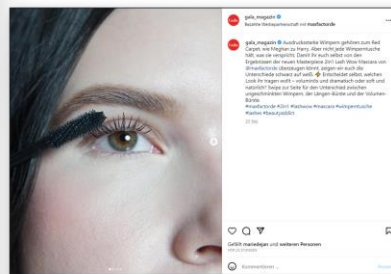 gala_magazin
Bezahlte Werbepartnerschaft mit maxfactorde
gala_magazin Ausdrucksstarke Wimpern gehören zum Red
Carpet, wie Meghan zu Harry. Aber nicht jede Wimperntusche
hält, was sie verspricht. Damit ihr euch selbst von den
Ergebnissen der neuen Masterpiece 2in1 Lash Wow Mascara von
@maxfactorde überzeugen könnt, zeigen wir euch die
Unterschiede schwarz auf weiß. Entscheidet selbst, welchen
Look ihr tragen wollt – voluminös und dramatisch oder soft und
natürlich? Swipe zur Seite für den Unterschied zwischen
ungeschminkten Wimpern, der Längen-Bürste und der Volumen-
Bürste.
#maxfactorde #2in1 #lashwow #mascara #wimperntusche
#lashes #beautyaddict
Gefällt mariedejan und weiteren Personen
Kommentieren ...